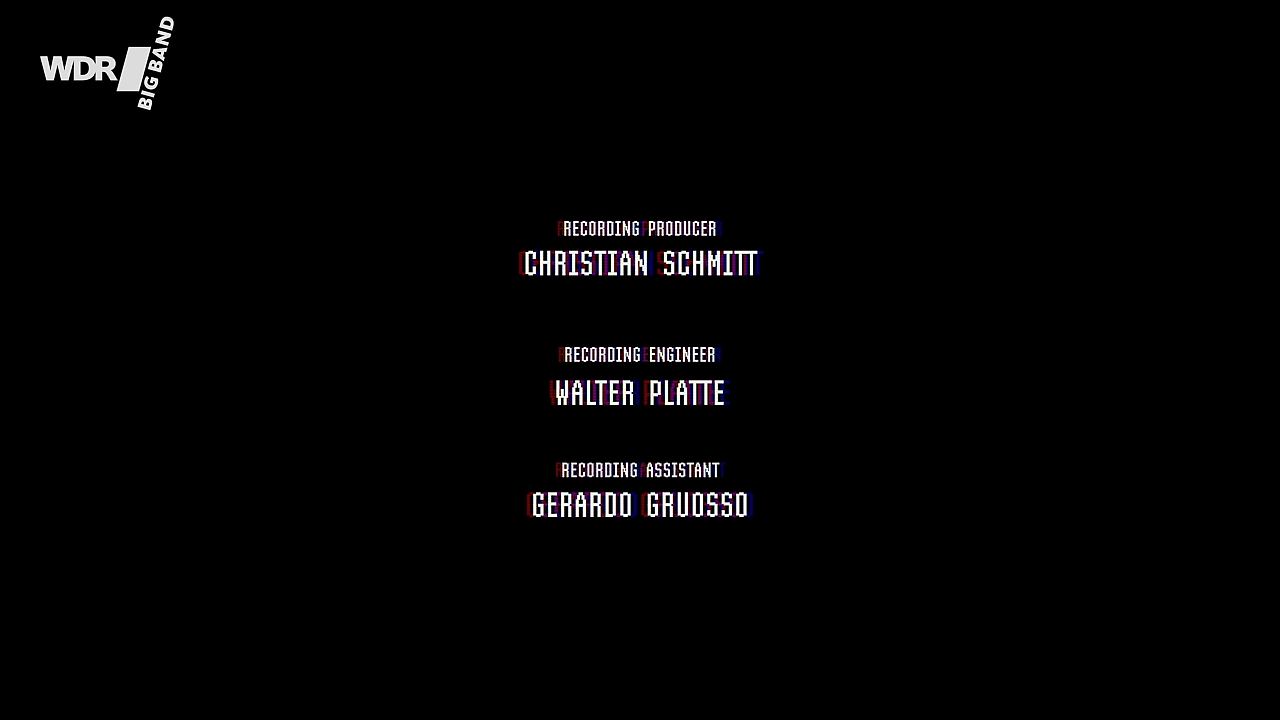 WDR BIG BAND
RECORDING PRODUCER
CHRISTIAN SCHMITT
RECORDING ENGINEER
WALTER PLATTE
RECORDING ASSISTANT
GERARDO GRUOSSO